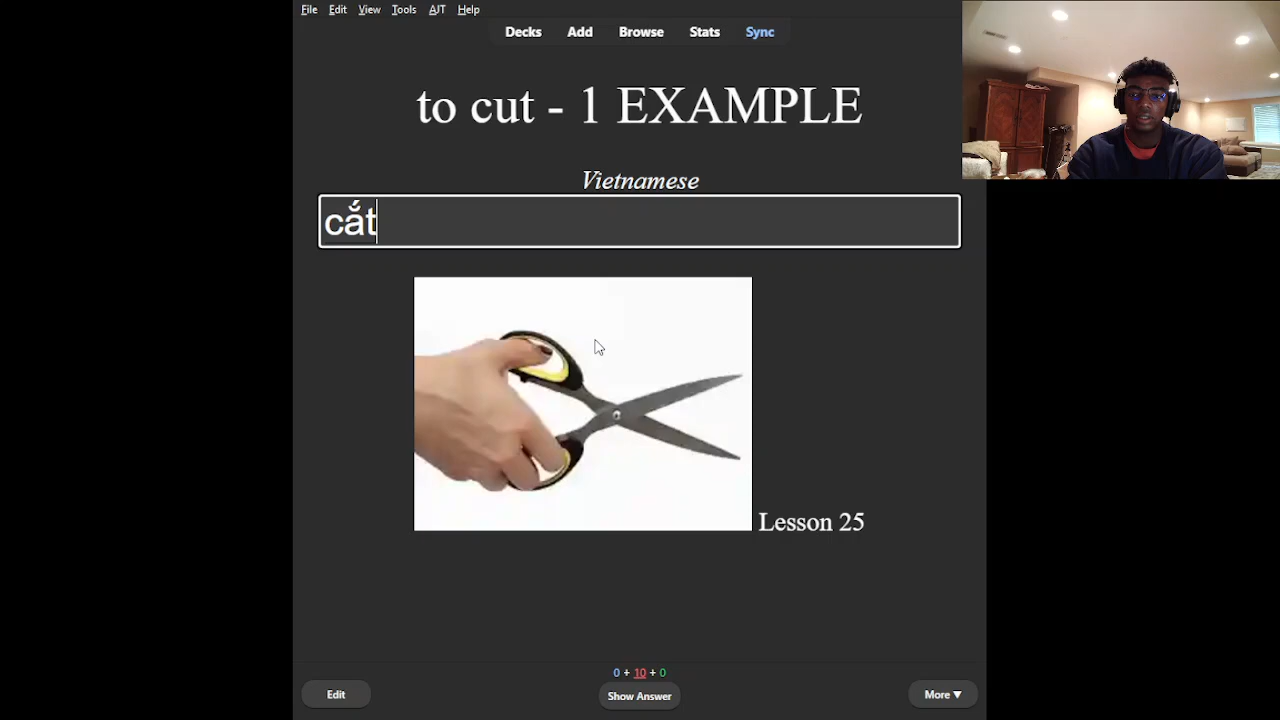 File Edit View Tools AJT Help
Decks Add Browse Stats Sync
to cut - 1 EXAMPLE
Vietnamese
cắt
Lesson 25
0 + 10 + 0
Edit Show Answer More ▼